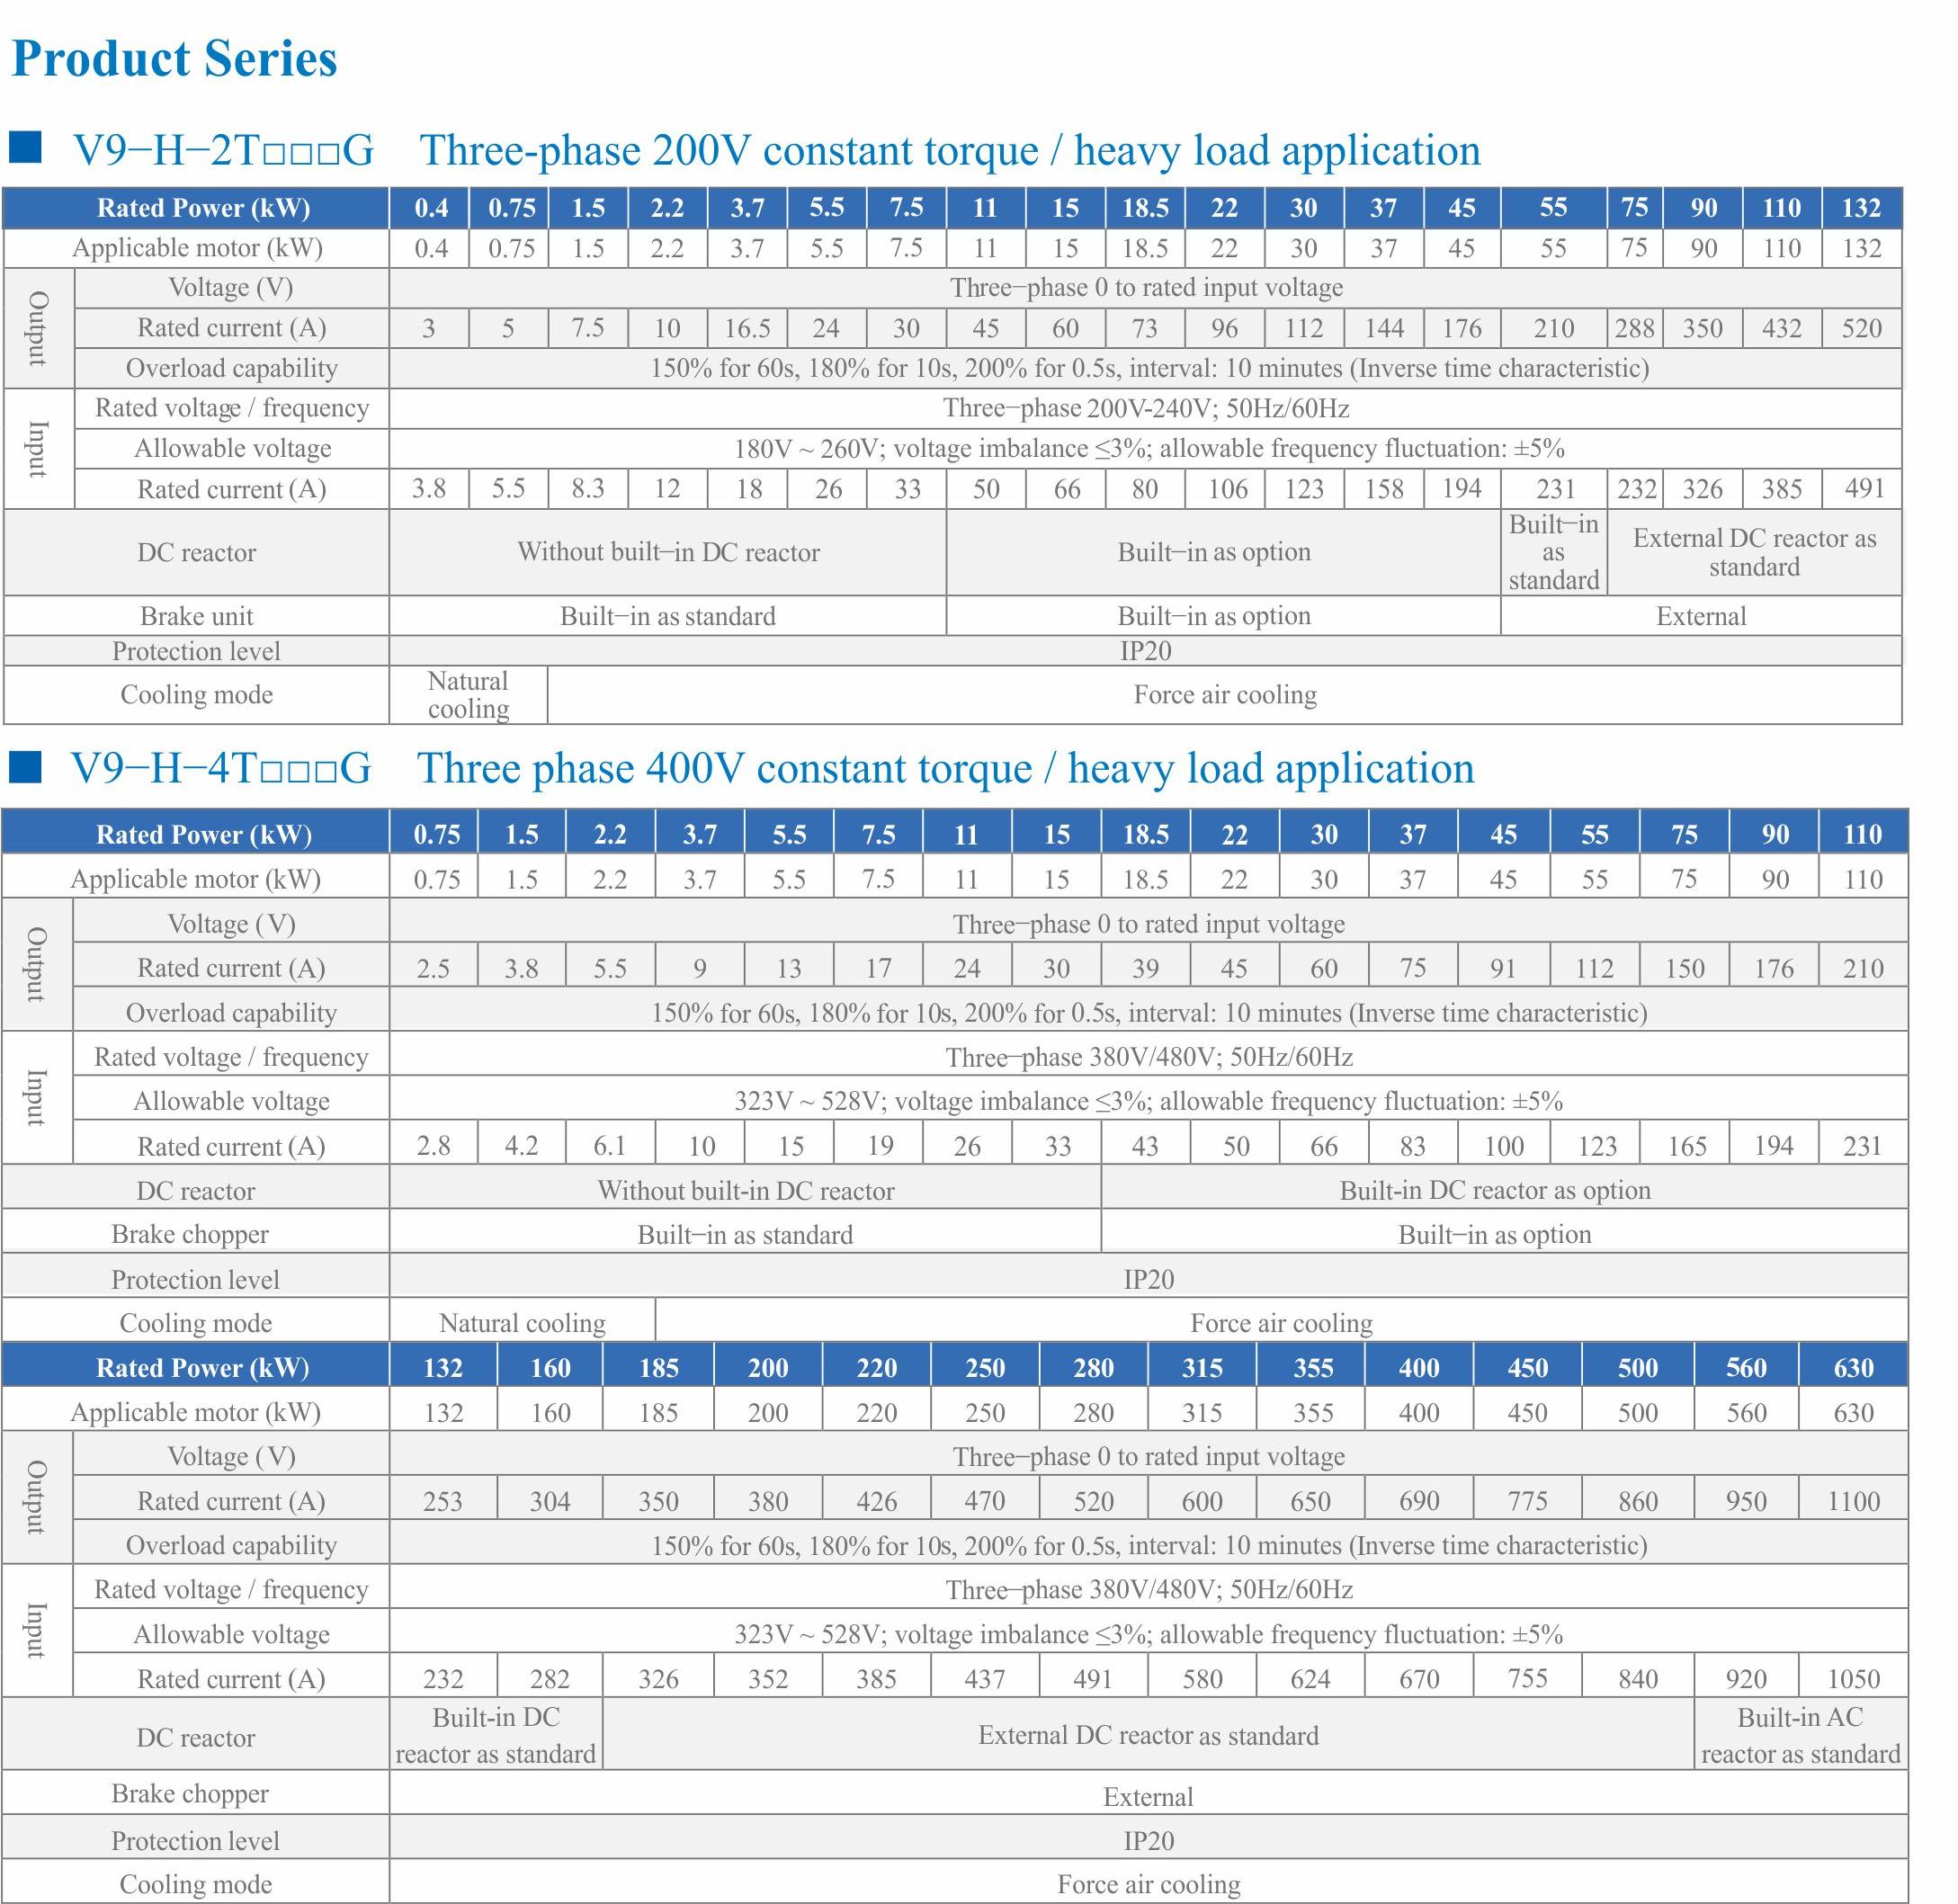 Product Series
■ V9−H−2T□□□G Three-phase 200V constant torque / heavy load application
Rated Power (kW) 0.4 0.75 1.5 2.2 3.7 5.5 7.5 11 15 18.5 22 30 37 45 55 75 90 110 132
Applicable motor (kW) 0.4 0.75 1.5 2.2 3.7 5.5 7.5 11 15 18.5 22 30 37 45 55 75 90 110 132
Output
Voltage (V) Three−phase 0 to rated input voltage
Rated current (A) 3 5 7.5 10 16.5 24 30 45 60 73 96 112 144 176 210 288 350 432 520
Overload capability 150% for 60s, 180% for 10s, 200% for 0.5s, interval: 10 minutes (Inverse time characteristic)
Input
Rated voltage / frequency Three−phase 200V-240V; 50Hz/60Hz
Allowable voltage 180V ~ 260V; voltage imbalance ≤3%; allowable frequency fluctuation: ±5%
Rated current (A) 3.8 5.5 8.3 12 18 26 33 50 66 80 106 123 158 194 231 232 326 385 491
DC reactor Without built−in DC reactor Built−in as option
Built−in
as
standard
External DC reactor as
standard
Brake unit Built−in as standard Built−in as option External
Protection level IP20
Cooling mode
Natural
cooling
Force air cooling
■ V9−H−4T□□□G Three phase 400V constant torque / heavy load application
Rated Power (kW) 0.75 1.5 2.2 3.7 5.5 7.5 11 15 18.5 22 30 37 45 55 75 90 110
Applicable motor (kW) 0.75 1.5 2.2 3.7 5.5 7.5 11 15 18.5 22 30 37 45 55 75 90 110
Output
Voltage (V) Three−phase 0 to rated input voltage
Rated current (A) 2.5 3.8 5.5 9 13 17 24 30 39 45 60 75 91 112 150 176 210
Overload capability 150% for 60s, 180% for 10s, 200% for 0.5s, interval: 10 minutes (Inverse time characteristic)
Input
Rated voltage / frequency Three−phase 380V/480V; 50Hz/60Hz
Allowable voltage 323V ~ 528V; voltage imbalance ≤3%; allowable frequency fluctuation: ±5%
Rated current (A) 2.8 4.2 6.1 10 15 19 26 33 43 50 66 83 100 123 165 194 231
DC reactor Without built-in DC reactor Built-in DC reactor as option
Brake chopper Built−in as standard Built−in as option
Protection level IP20
Cooling mode Natural cooling Force air cooling
Rated Power (kW) 132 160 185 200 220 250 280 315 355 400 450 500 560 630
Applicable motor (kW) 132 160 185 200 220 250 280 315 355 400 450 500 560 630
Output
Voltage (V) Three−phase 0 to rated input voltage
Rated current (A) 253 304 350 380 426 470 520 600 650 690 775 860 950 1100
Overload capability 150% for 60s, 180% for 10s, 200% for 0.5s, interval: 10 minutes (Inverse time characteristic)
Input
Rated voltage / frequency Three−phase 380V/480V; 50Hz/60Hz
Allowable voltage 323V ~ 528V; voltage imbalance ≤3%; allowable frequency fluctuation: ±5%
Rated current (A) 232 282 326 352 385 437 491 580 624 670 755 840 920 1050
DC reactor
Built-in DC
reactor as standard
External DC reactor as standard
Built-in AC
reactor as standard
Brake chopper External
Protection level IP20
Cooling mode Force air cooling